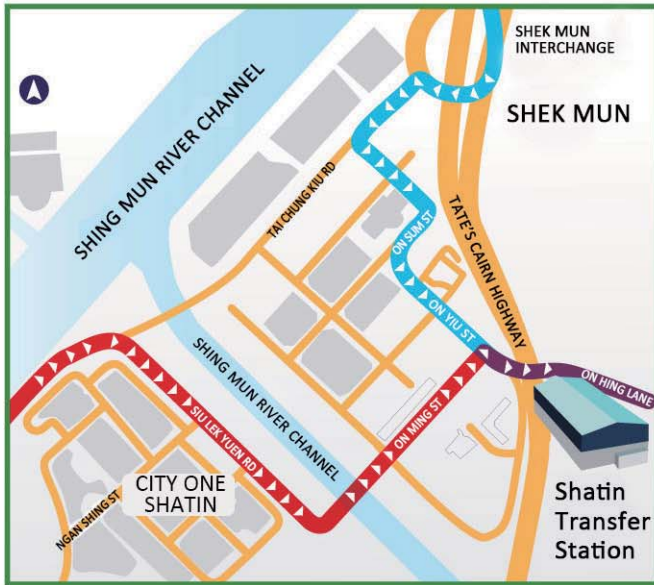 SHEK MUN
INTERCHANGE
SHEK MUN
SHING MUN RIVER CHANNEL
TAI CHUNG KIU RD
ON SUM ST
TATE'S CAIRN HIGHWAY
ON YIU ST
ON HING LANE
SHING MUN RIVER CHANNEL
SIU LEK YUEN RD
ON MING ST
CITY ONE
SHATIN
NGAN SHING ST
Shatin
Transfer
Station